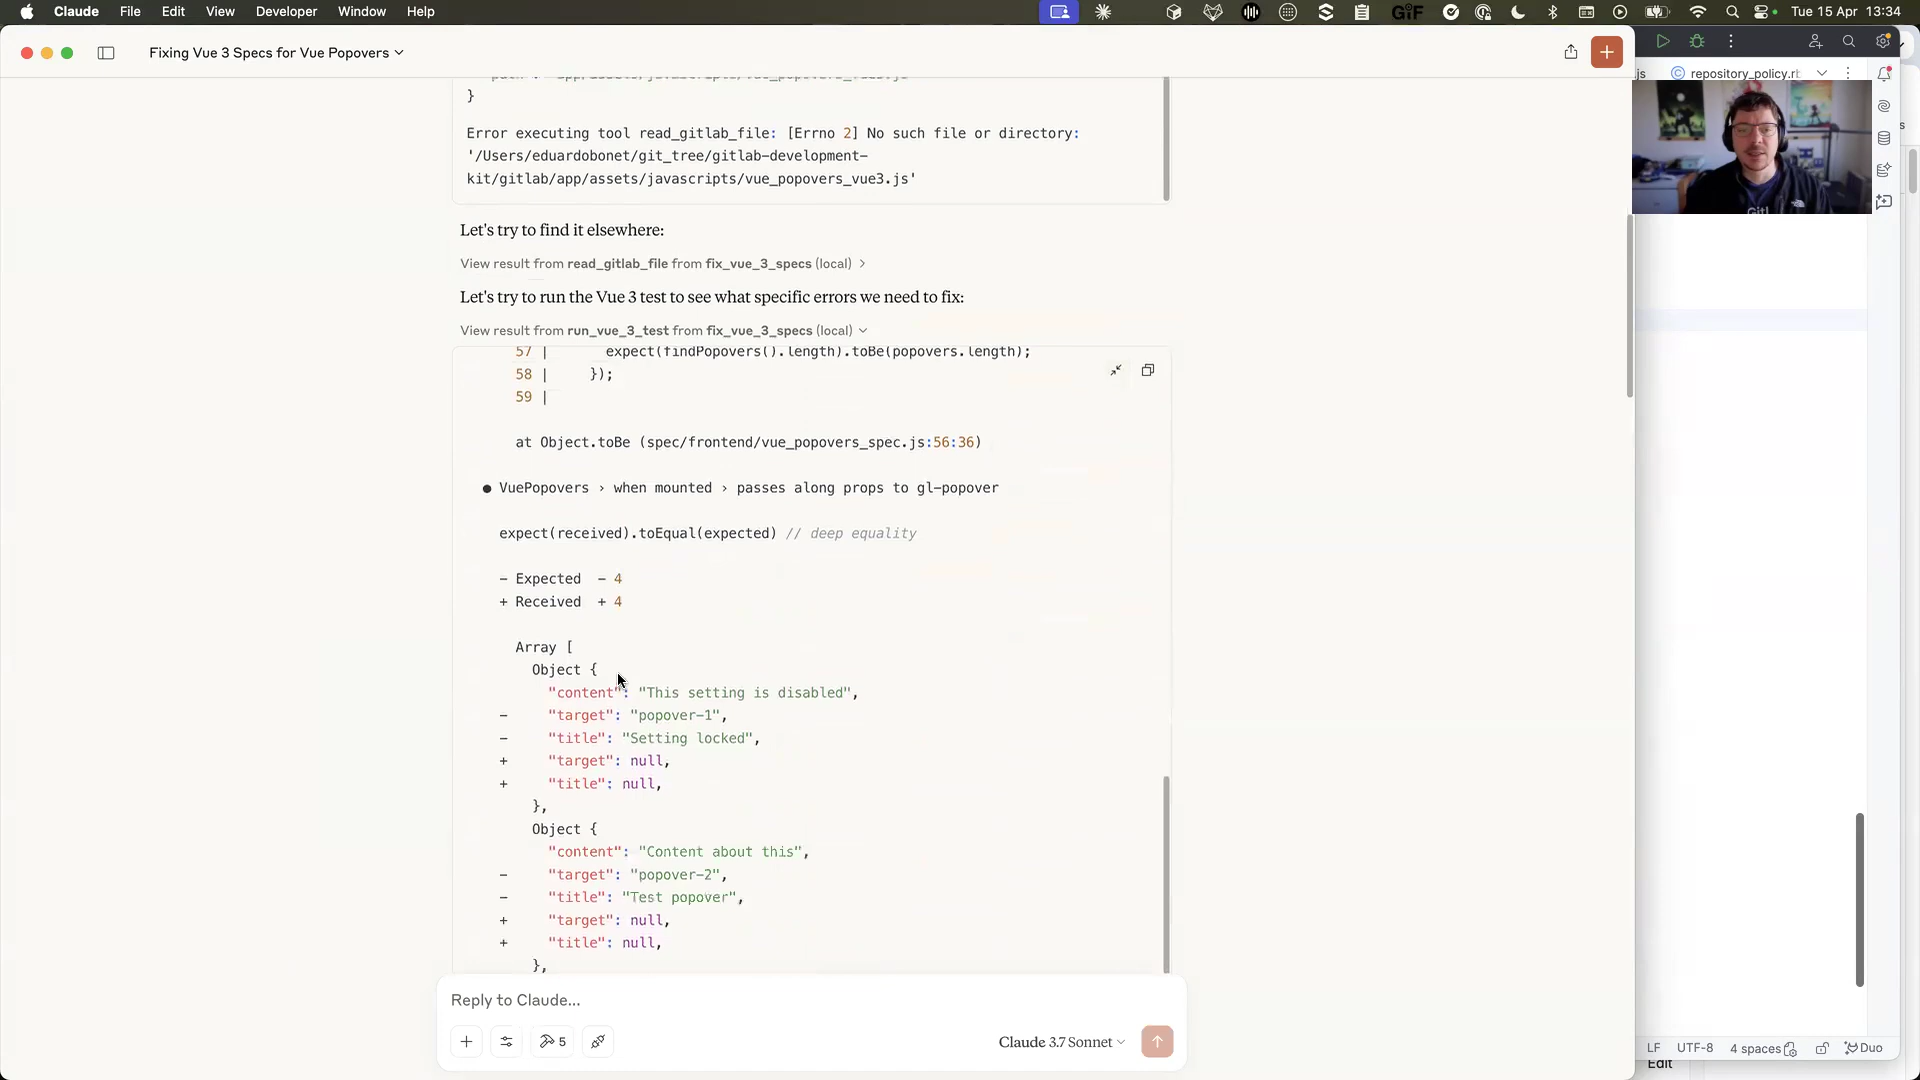 Claude File Edit View Developer Window Help
GIF
Tue 15 Apr 13:34
Fixing Vue 3 Specs for Vue Popovers
js
repository_policy.rb
}
Error executing tool read_gitlab_file: [Errno 2] No such file or directory:
'/Users/eduardobonet/git_tree/gitlab-development-
kit/gitlab/app/assets/javascripts/vue_popovers_vue3.js'
Let's try to find it elsewhere:
View result from read_gitlab_file from fix_vue_3_specs (local)
Let's try to run the Vue 3 test to see what specific errors we need to fix:
View result from run_vue_3_test from fix_vue_3_specs (local)
57 | expect(findPopovers().length).toBe(popovers.length);
58 | });
59 |
at Object.toBe (spec/frontend/vue_popovers_spec.js:56:36)
● VuePopovers › when mounted › passes along props to gl-popover
expect(received).toEqual(expected) // deep equality
- Expected - 4
+ Received + 4
Array [
Object {
"content": "This setting is disabled",
- "target": "popover-1",
- "title": "Setting locked",
+ "target": null,
+ "title": null,
},
Object {
"content": "Content about this",
- "target": "popover-2",
- "title": "Test popover",
+ "target": null,
+ "title": null,
},
Reply to Claude...
5
Claude 3.7 Sonnet
LF UTF-8 4 spaces Duo
Edit